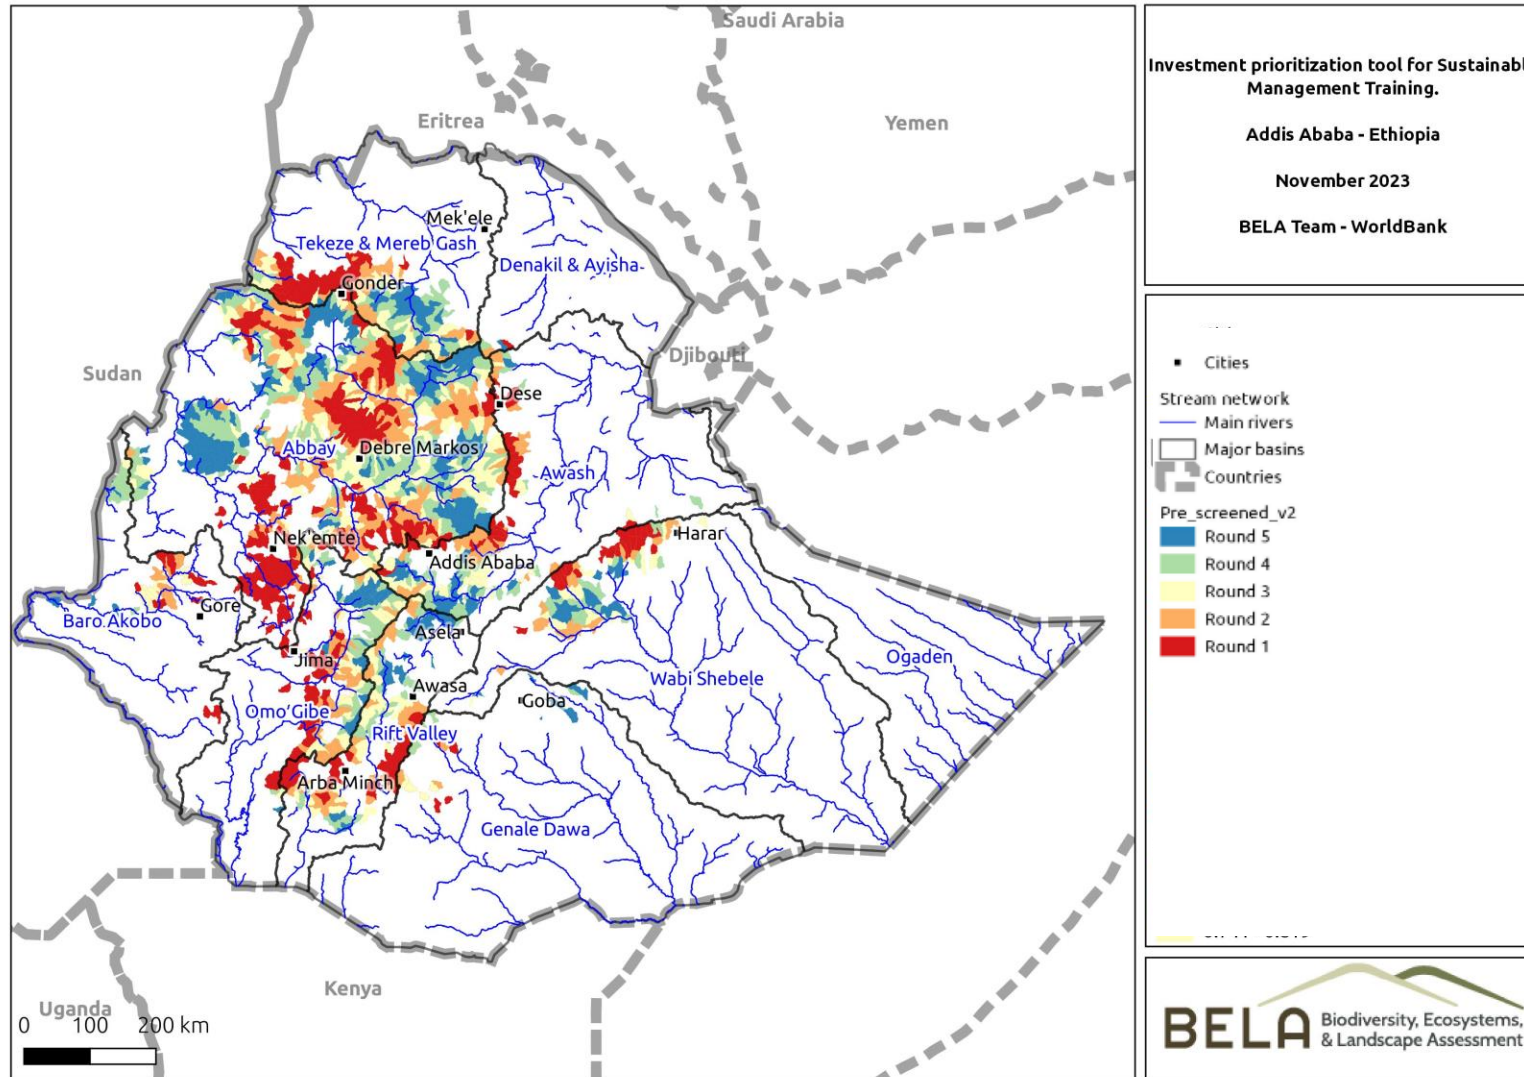 Saudi Arabia
Eritrea
Yemen
Mek'ele
Tekeze & Mereb Gash
Denakil & Ayisha
Gonder
Sudan
Djibouti
Dese
Abbay
Debre Markos
Awash
Nek'emte
Harar
Addis Ababa
Gore
Baro Akobo
Asela
Jima
Ogaden
Wabi Shebele
Awasa
Goba
Omo'Gibe
Rift Valley
Arba Minch
Genale Dawa
Kenya
Uganda
0 100 200 km
Investment prioritization tool for Sustainabl
Management Training.
Addis Ababa - Ethiopia
November 2023
BELA Team - WorldBank
Cities
Stream network
Main rivers
Major basins
Countries
Pre_screened_v2
Round 5
Round 4
Round 3
Round 2
Round 1
BELA Biodiversity, Ecosystems,
& Landscape Assessment